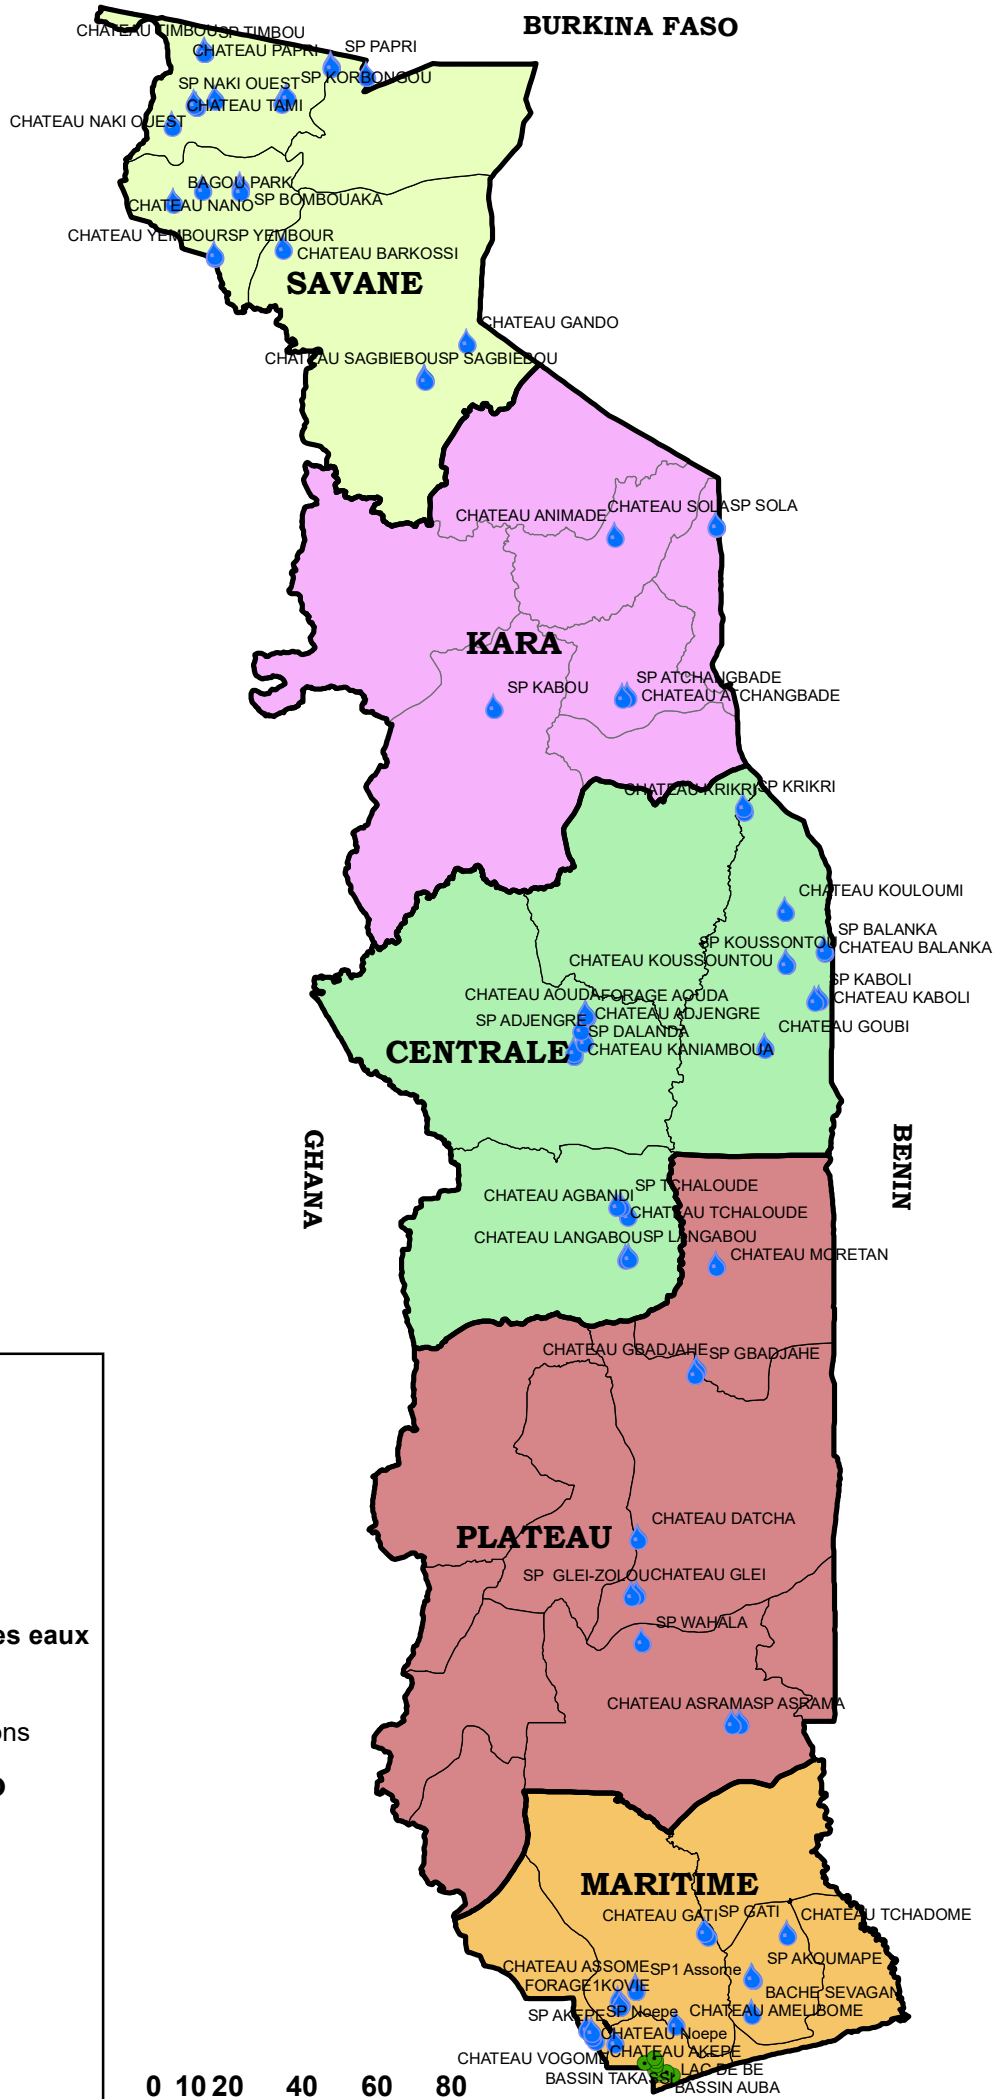 BURKINA FASO
CHATEAU TIMBOU
SP TIMBOU
CHATEAU PAPRI
SP PAPRI
SP KORBONGOU
SP NAKI OUEST
CHATEAU TAMI
CHATEAU NAKI OUEST
BAGOU PARK
SP BOMBOUAKA
CHATEAU NANO
CHATEAU YEMBOUR
SP YEMBOUR
CHATEAU BARKOSSI
SAVANE
CHATEAU GANDO
CHATEAU SAGBIEBOU
SP SAGBIEBOU
CHATEAU ANIMADE
CHATEAU SOLA
SP SOLA
KARA
SP ATCHANGBADE
SP KABOU
CHATEAU ATCHANGBADE
CHATEAU KRIKRI
SP KRIKRI
CHATEAU KOULOUMI
SP BALANKA
SP KOUSSONTOU
CHATEAU BALANKA
CHATEAU KOUSSOUNTOU
SP KABOLI
CHATEAU AOUDA
FORAGE AOUDA
CHATEAU KABOLI
CHATEAU ADJENGRE
SP ADJENGRE
SP DALANDA
CHATEAU GOUBI
CENTRALE
CHATEAU KANIAMBOUA
GHANA
BENIN
SP TCHALOUDE
CHATEAU AGBANDI
CHATEAU TCHALOUDE
CHATEAU LANGABOU
SP LANGABOU
CHATEAU MORETAN
CHATEAU GBADJAHE
SP GBADJAHE
CHATEAU DATCHA
PLATEAU
SP  GLEI-ZOLOU
CHATEAU GLEI
SP WAHALA
es eaux
CHATEAU ASRAMA
SP ASRAMA
ons
MARITIME
CHATEAU GATI
SP GATI
CHATEAU TCHADOME
SP AKOUMAPE
CHATEAU ASSOME
SP1 Assome
FORAGE1KOVIE
BACHE SEVAGAN
SP AKEPE
SP Noepe
CHATEAU AMELIBOME
CHATEAU Noepe
CHATEAU AKEPE
CHATEAU VOGOME
LAC DE BE
BASSIN TAKASSI
BASSIN AUBA
0 10 20 40 60 80